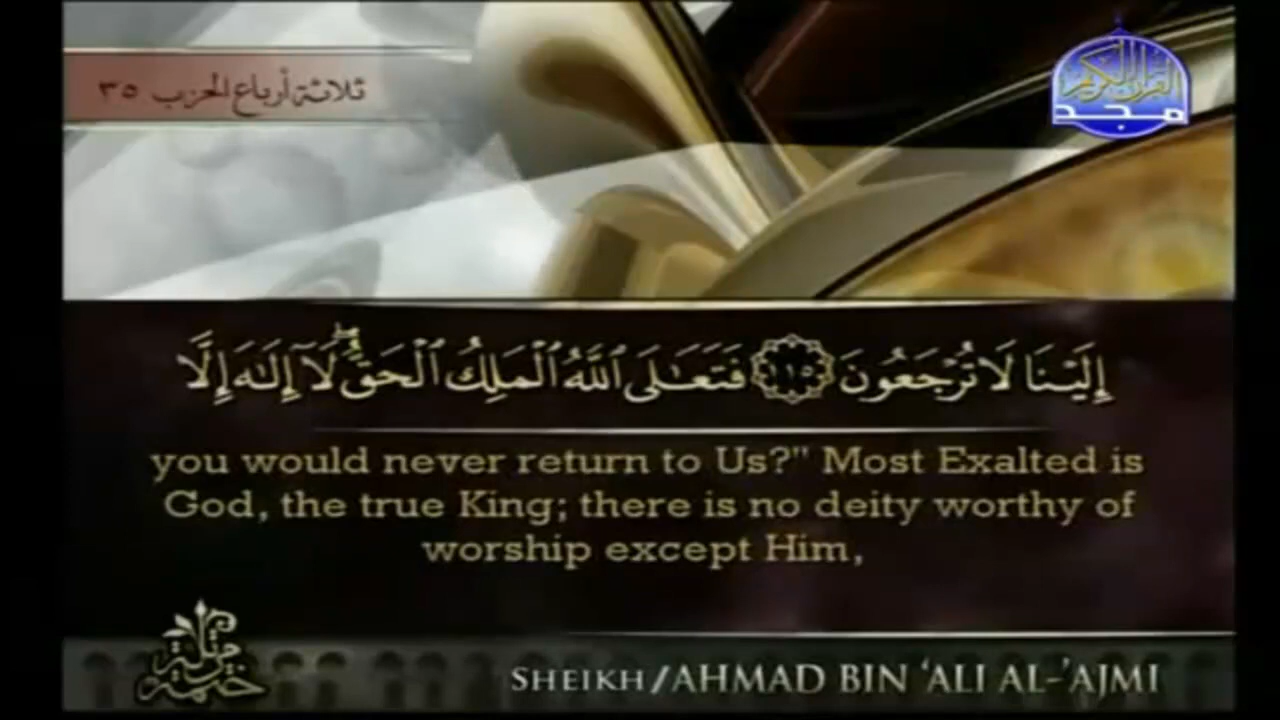 ثلاثة أرباع الحزب ٣٥
القرآن الكريم
مجد
إِلَيْنَا لَا تُرْجَعُونَ ١١٥ فَتَعَـٰلَى ٱللَّهُ ٱلْمَلِكُ ٱلْحَقُّ ۖ لَآ إِلَـٰهَ إِلَّا
you would never return to Us?" Most Exalted is
God, the true King; there is no deity worthy of
worship except Him,
ختمة مرتلة
SHEIKH/AHMAD BIN ‘ALI AL-’AJMI